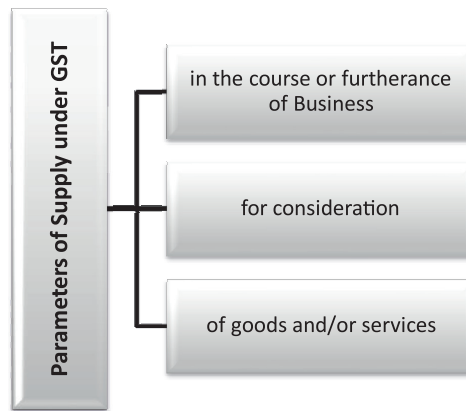 Parameters of Supply under GST
in the course or furtherance
of Business
for consideration
of goods and/or services